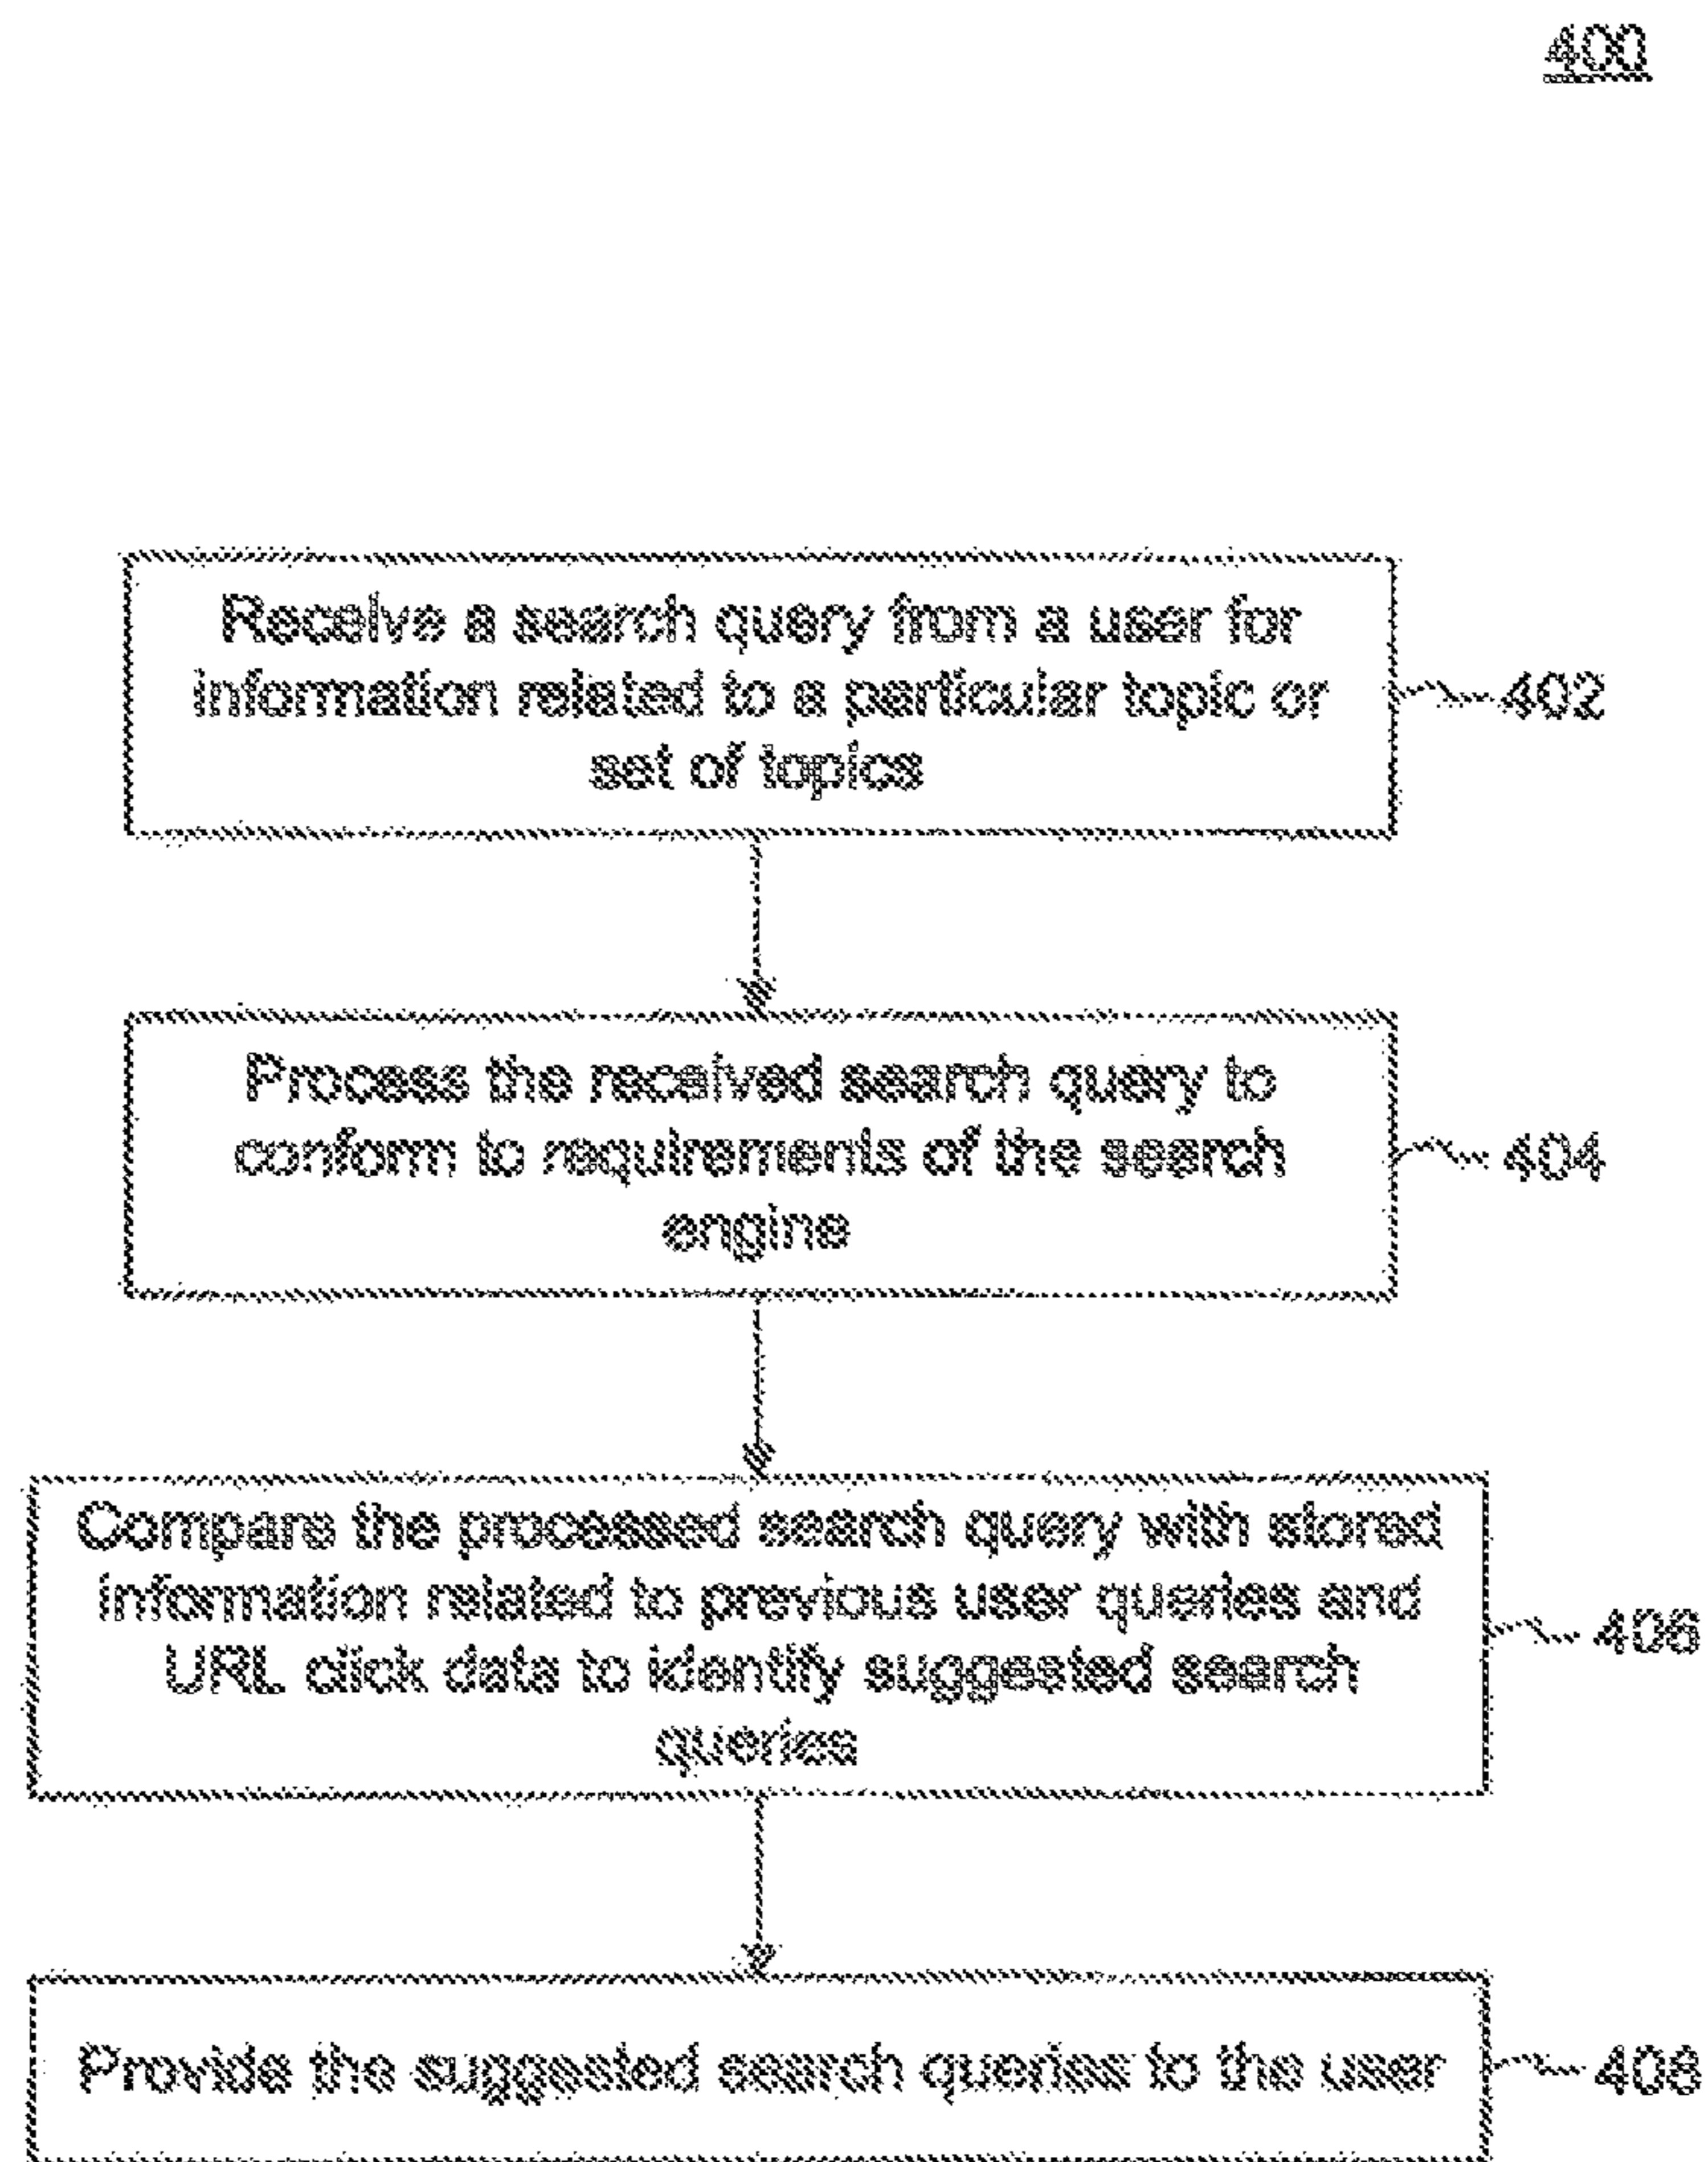 400
Receive a search query from a user for
information related to a particular topic or
set of topics
402
Process the received search query to
conform to requirements of the search
engine
404
Compare the processed search query with stored
information related to previous user queries and
URL click data to identify suggested search
queries
406
Provide the suggested search queries to the user
408